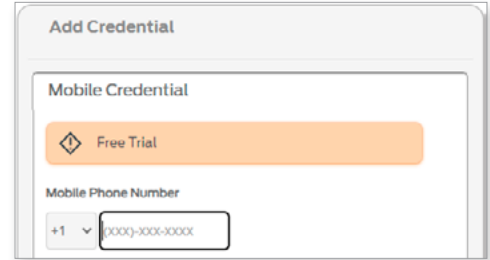 Add Credential
Mobile Credential
Free Trial
Mobile Phone Number
+1 (xxx)-xxx-xxxx